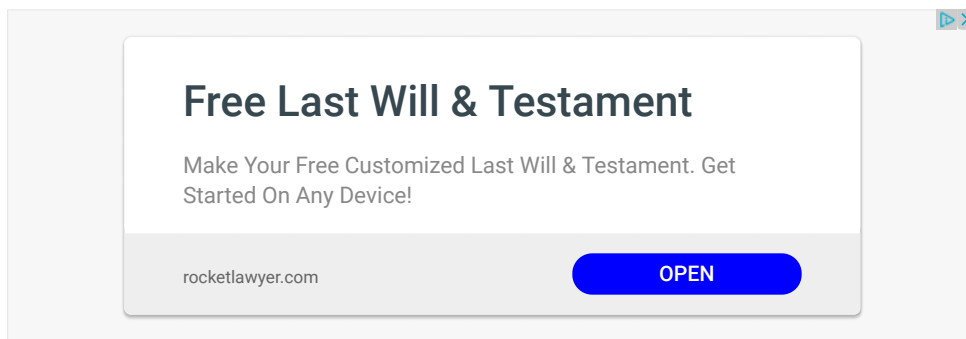 Free Last Will & Testament
Make Your Free Customized Last Will & Testament. Get
Started On Any Device!
rocketlawyer.com
OPEN